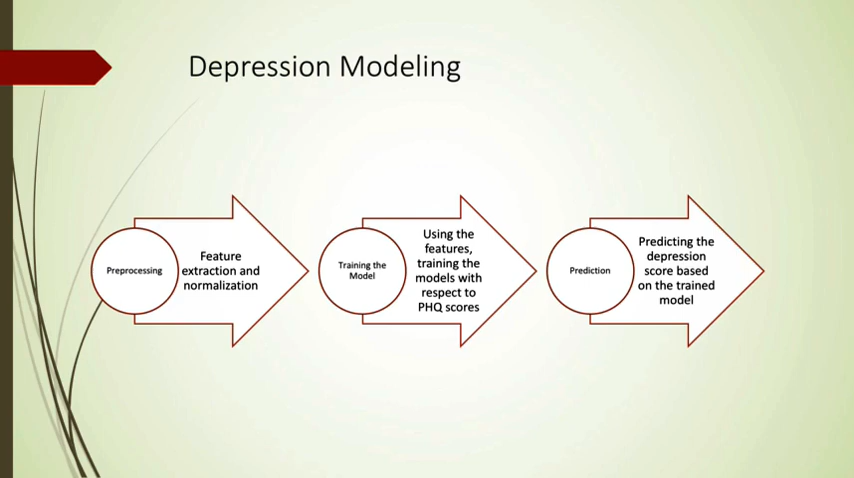 Depression Modeling
Preprocessing
Feature
extraction and
normalization
Training the
Model
Using the
features,
training the
models with
respect to
PHQ scores
Prediction
Predicting the
depression
score based
on the trained
model